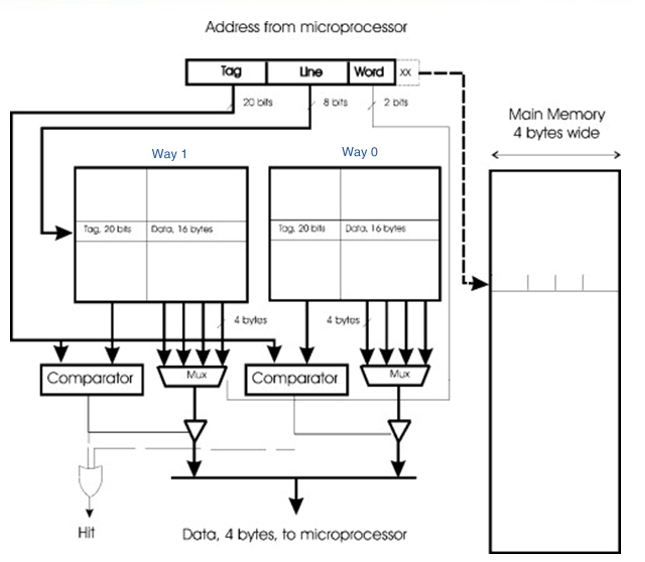 Address from microprocessor
Tag Line Word xx
20 bits 8 bits 2 bits
Main Memory
4 bytes wide
Way 1 Way 0
Tag, 20 bits Data, 16 bytes Tag, 20 bits Data, 16 bytes
4 bytes 4 bytes
Comparator Mux Comparator Mux
Hit Data, 4 bytes, to microprocessor